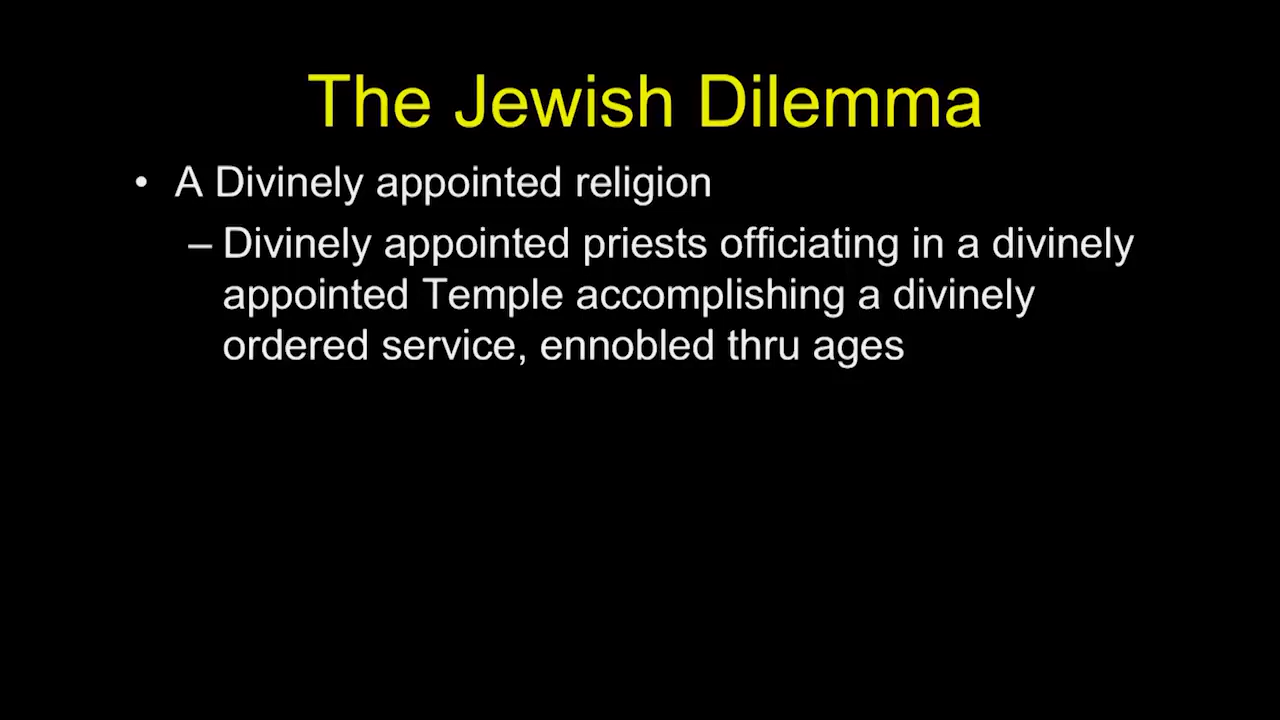 The Jewish Dilemma
• A Divinely appointed religion
– Divinely appointed priests officiating in a divinely
appointed Temple accomplishing a divinely
ordered service, ennobled thru ages